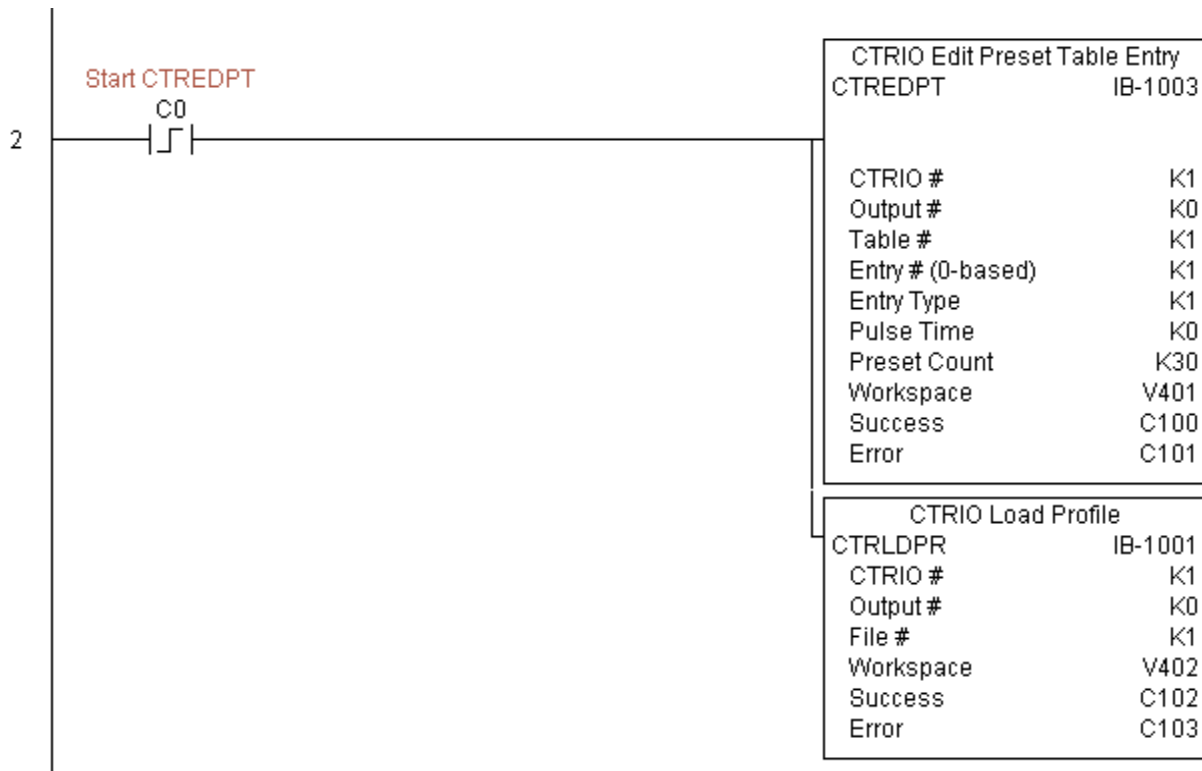 Start CTREDPT
C0
2
CTRIO Edit Preset Table Entry
CTREDPT IB-1003
CTRIO # K1
Output # K0
Table # K1
Entry # (0-based) K1
Entry Type K1
Pulse Time K0
Preset Count K30
Workspace V401
Success C100
Error C101
CTRIO Load Profile
CTRLDPR IB-1001
CTRIO # K1
Output # K0
File # K1
Workspace V402
Success C102
Error C103